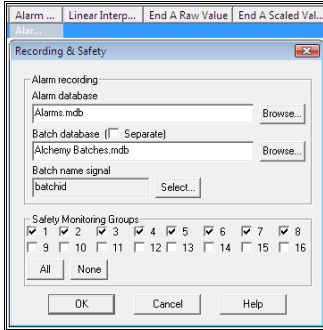 Alarm ... Linear Interp... End A Raw Value End A Scaled Val...
Alar...
Recording & Safety
Alarm recording
Alarm database
Alarms.mdb Browse...
Batch database ( Separate)
Alchemy Batches.mdb Browse...
Batch name signal
batchid Select...
Safety Monitoring Groups
1 2 3 4 5 6 7 8
9 10 11 12 13 14 15 16
All None
OK Cancel Help